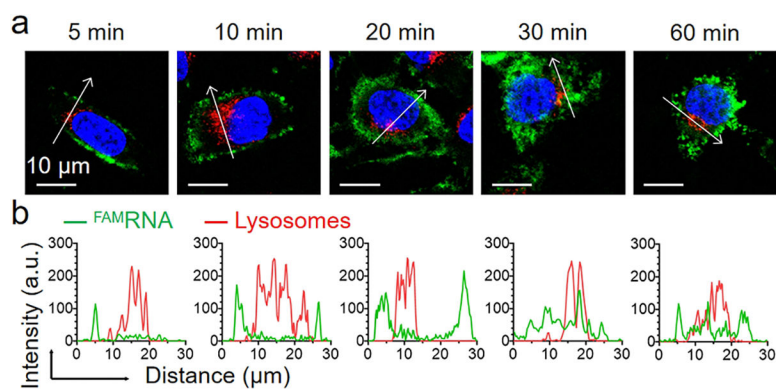 a
5 min 10 min 20 min 30 min 60 min
10 µm
b
FAMRNA Lysosomes
300 300 300 300 300
200 200 200 200 200
100 100 100 100 100
0 0 0 0 0
0 10 20 30 0 10 20 30 0 10 20 30 0 10 20 30 0 10 20 30
Intensity (a.u.)
Distance (µm)